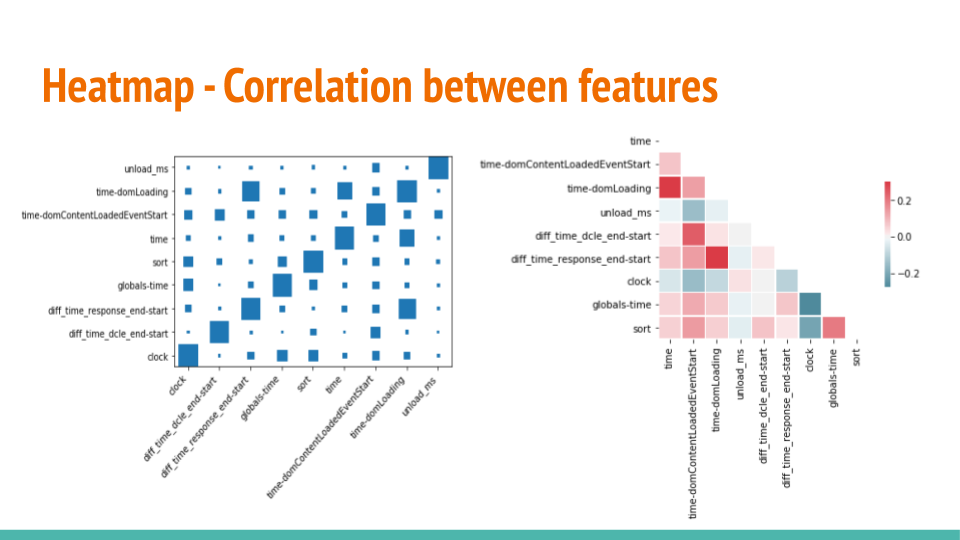 Heatmap - Correlation between features
unload_ms
time-domLoading
time-domContentLoadedEventStart
time
sort
globals-time
diff_time_response_end-start
diff_time_dcle_end-start
clock
clock
diff_time_dcle_end-start
diff_time_response_end-start
globals-time
sort
time
time-domContentLoadedEventStart
time-domLoading
unload_ms
time
time-domContentLoadedEventStart
time-domLoading
unload_ms
diff_time_dcle_end-start
diff_time_response_end-start
clock
globals-time
sort
time
time-domContentLoadedEventStart
time-domLoading
unload_ms
diff_time_dcle_end-start
diff_time_response_end-start
clock
globals-time
sort
0.2
0.0
−0.2